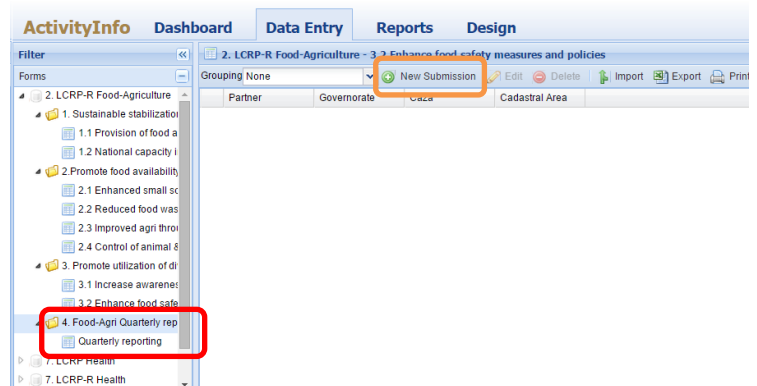 ActivityInfo Dashboard Data Entry Reports Design
Filter
2. LCRP-R Food-Agriculture - 3.2 Enhance food safety measures and policies
Forms
Grouping None New Submission Edit Delete Import Export Print
Partner Governorate Caza Cadastral Area
2. LCRP-R Food-Agriculture
1. Sustainable stabilization
1.1 Provision of food a
1.2 National capacity i
2.Promote food availability
2.1 Enhanced small sc
2.2 Reduced food was
2.3 Improved agri throu
2.4 Control of animal &
3. Promote utilization of di
3.1 Increase awarenes
3.2 Enhance food safe
4. Food-Agri Quarterly rep
Quarterly reporting
7. LCRP Health
7. LCRP-R Health